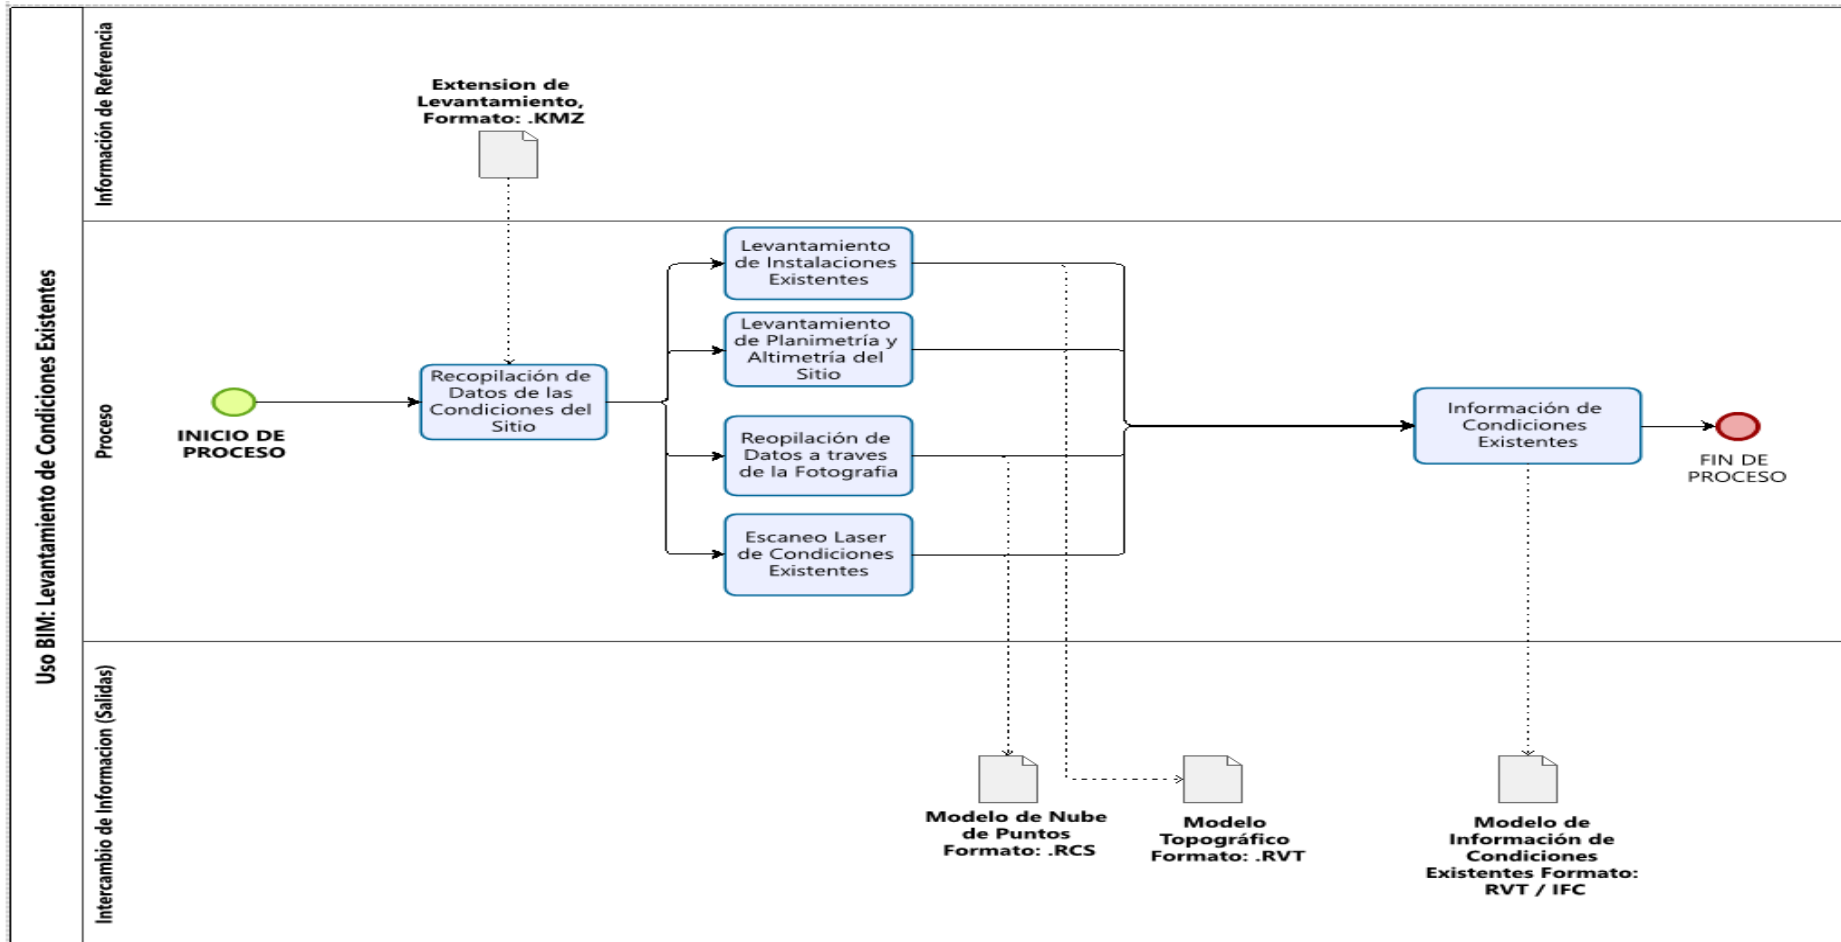 Uso BIM: Levantamiento de Condiciones Existentes
Información de Referencia
Extension de
Levantamiento,
Formato: .KMZ
Proceso
INICIO DE
PROCESO
Recopilación de
Datos de las
Condiciones del
Sitio
Levantamiento
de Instalaciones
Existentes
Levantamiento
de Planimetría y
Altimetría del
Sitio
Reopilación de
Datos a traves
de la Fotografia
Escaneo Laser
de Condiciones
Existentes
Información de
Condiciones
Existentes
FIN DE
PROCESO
Intercambio de Informacion (Salidas)
Modelo de Nube
de Puntos
Formato: .RCS
Modelo
Topográfico
Formato: .RVT
Modelo de
Información de
Condiciones
Existentes Formato:
RVT / IFC